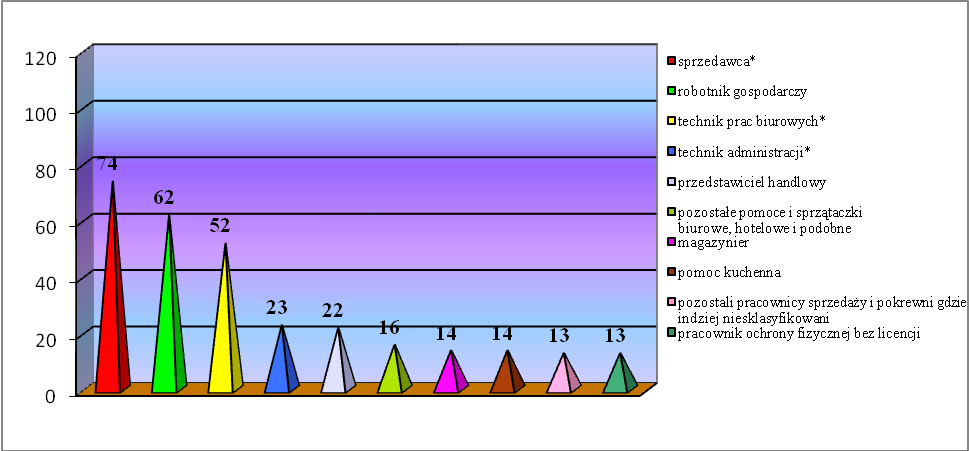 120
100
80
60
40
20
0
74
62
52
23
22
16
14
14
13
13
sprzedawca*
robotnik gospodarczy
technik prac biurowych*
technik administracji*
przedstawiciel handlowy
pozostałe pomoce i sprzątaczki
biurowe, hotelowe i podobne
magazynier
pomoc kuchenna
pozostali pracownicy sprzedaży i pokrewni gdzie
indziej niesklasyfikowani
pracownik ochrony fizycznej bez licencji